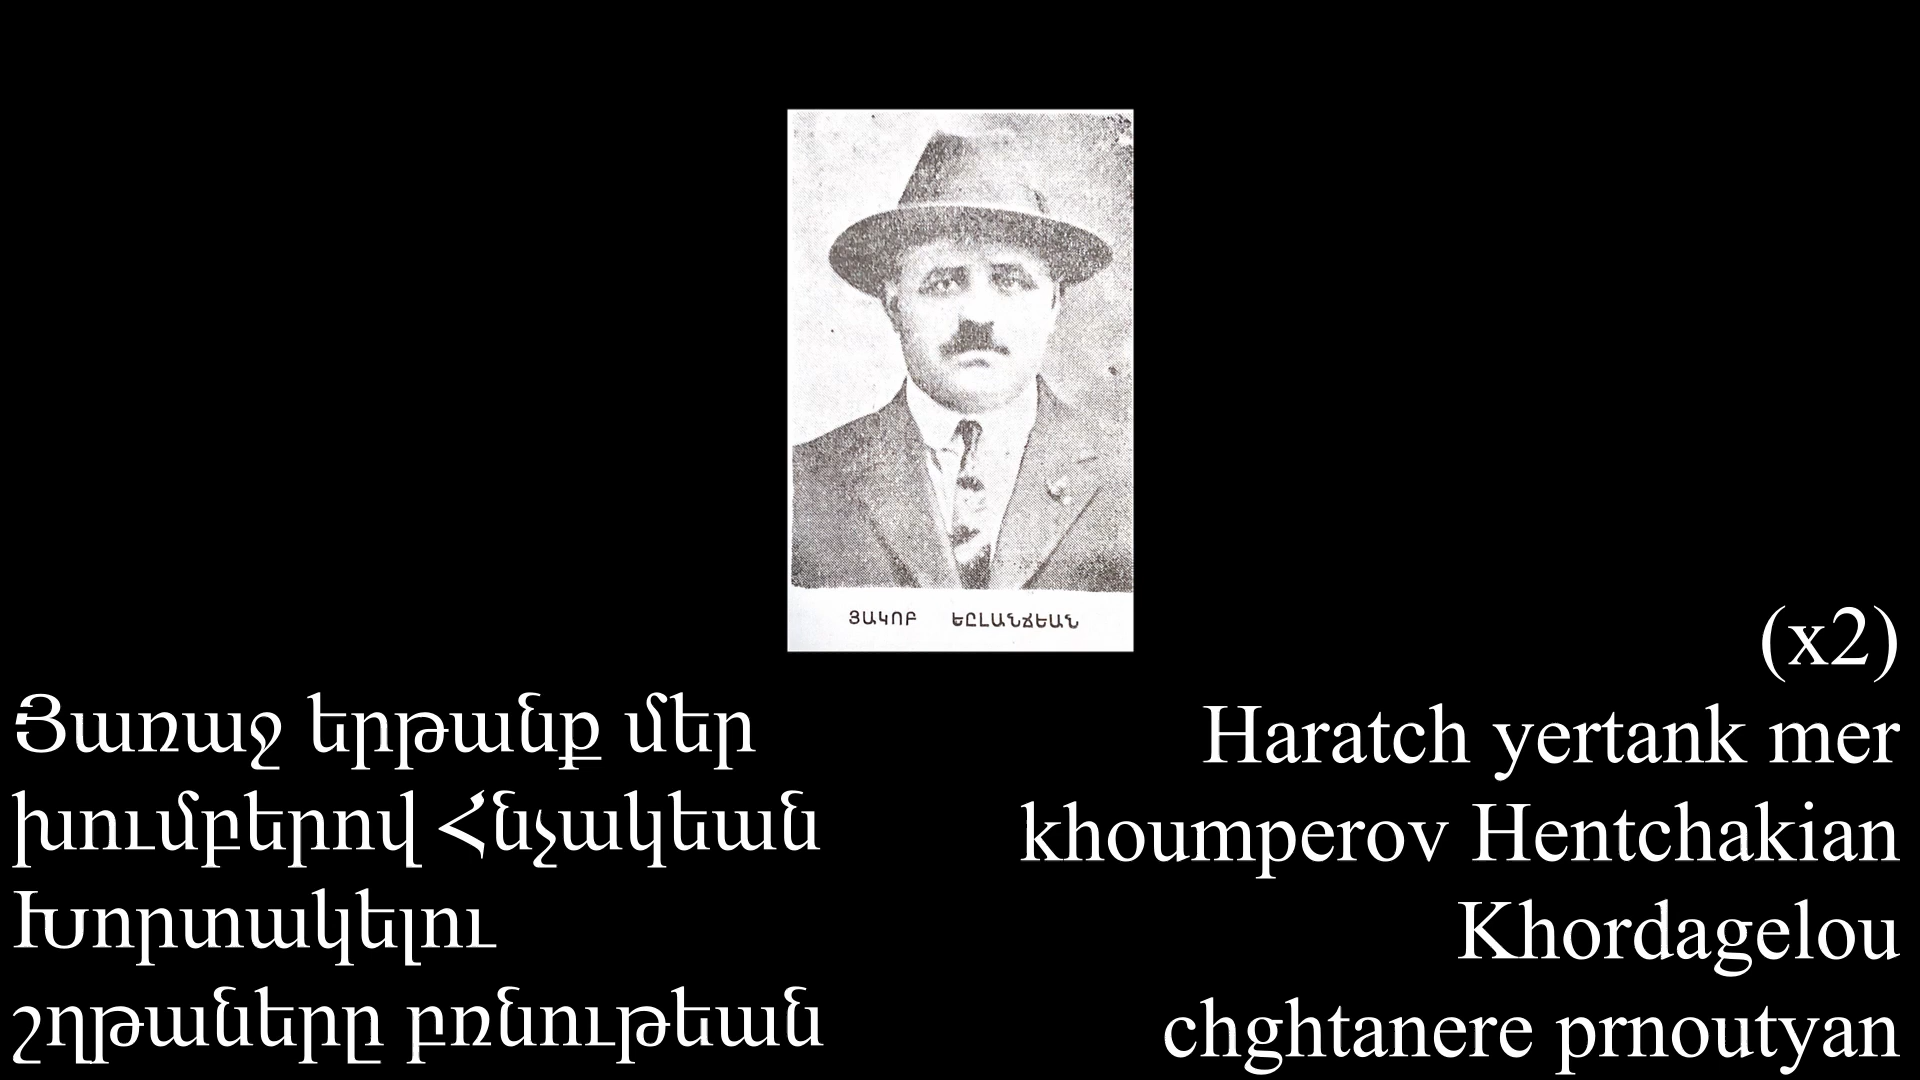 ՅԱԿՈԲ ԵԸԼԱՆՃԵԱՆ
Յառաջ երթանք մեր
խումբերով Հնչակեան
Խորտակելու
շղթաները բռնութեան
(x2)
Haratch yertank mer
khoumperov Hentchakian
Khordagelou
chghtanere prnoutyan